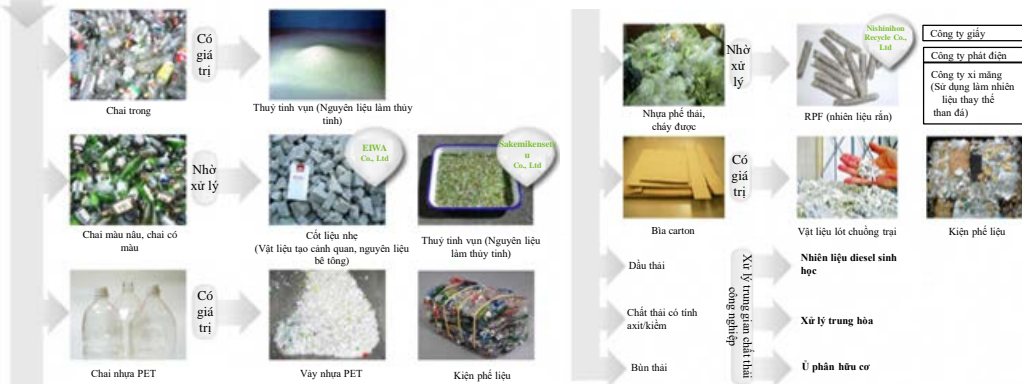 Chai trong
Có
giá
trị
Thuỷ tinh vụn (Nguyên liệu làm thủy
tinh)
Chai màu nâu, chai có
màu
Nhờ
xử lý
EIWA
Co., Ltd
Cốt liệu nhẹ
(Vật liệu tạo cảnh quan, nguyên liệu
bê tông)
Sakemikenset
u
Co., Ltd
Thuỷ tinh vụn (Nguyên liệu
làm thủy tinh)
Chai nhựa PET
Có
giá
trị
Vảy nhựa PET
Kiện phế liệu
Nhựa phế thải,
cháy được
Nhờ
xử
lý
Nishinihon
Recycle Co.,
Ltd
RPF (nhiên liệu rắn)
Công ty giấy
Công ty phát điện
Công ty xi măng
(Sử dụng làm nhiên
liệu thay thế
than đá)
Bìa carton
Có
giá
trị
Vật liệu lót chuồng trại
Kiện phế liệu
Dầu thải
Chất thải có tính
axit/kiềm
Bùn thải
Xử lý trung gian chất thải
công nghiệp
Nhiên liệu diesel sinh
học
Xử lý trung hòa
Ủ phân hữu cơ